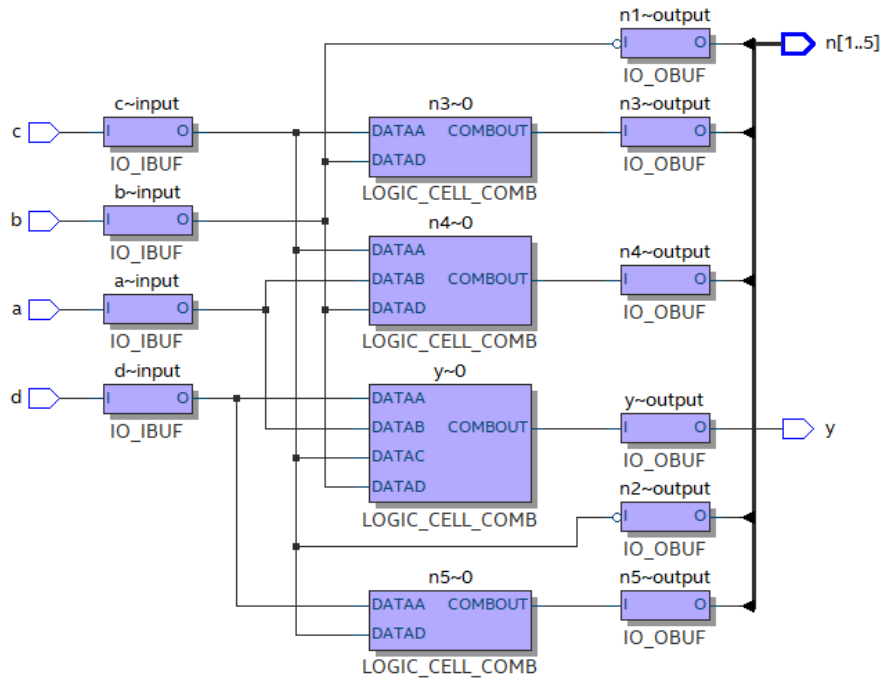 n1~output
I O
IO_OBUF
n[1..5]
c
c~input
I O
IO_IBUF
n3~0
DATAA COMBOUT
DATAD
LOGIC_CELL_COMB
n3~output
I O
IO_OBUF
b
b~input
I O
IO_IBUF
n4~0
DATAA
DATAB COMBOUT
DATAD
LOGIC_CELL_COMB
n4~output
I O
IO_OBUF
a
a~input
I O
IO_IBUF
d
d~input
I O
IO_IBUF
y~0
DATAA
DATAB COMBOUT
DATAC
DATAD
LOGIC_CELL_COMB
y~output
I O
IO_OBUF
y
n2~output
I O
IO_OBUF
n5~0
DATAA COMBOUT
DATAD
LOGIC_CELL_COMB
n5~output
I O
IO_OBUF